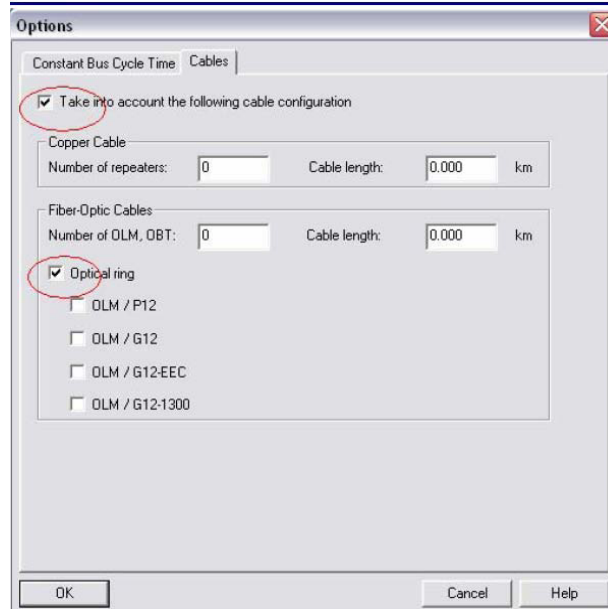 Options
Constant Bus Cycle Time Cables
Take into account the following cable configuration
Copper Cable
Number of repeaters: 0 Cable length: 0.000 km
Fiber-Optic Cables
Number of OLM, OBT: 0 Cable length: 0.000 km
Optical ring
OLM / P12
OLM / G12
OLM / G12-EEC
OLM / G12-1300
OK Cancel Help